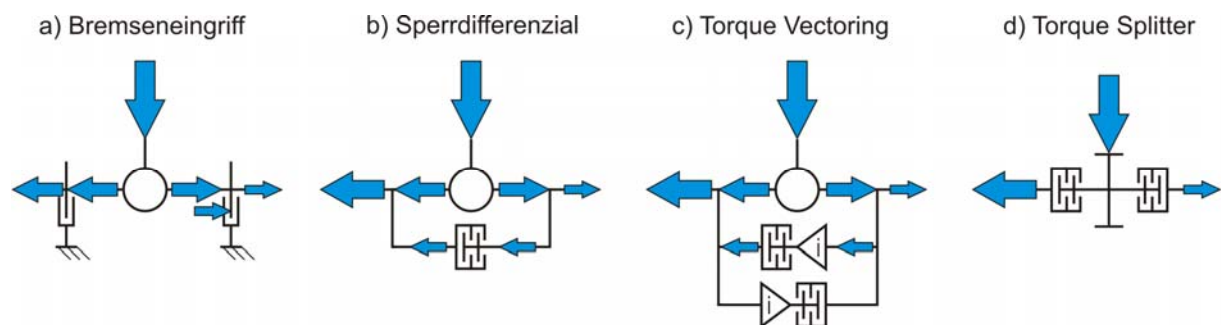 a) Bremseneingriff
b) Sperrdifferenzial
c) Torque Vectoring
d) Torque Splitter
i
i